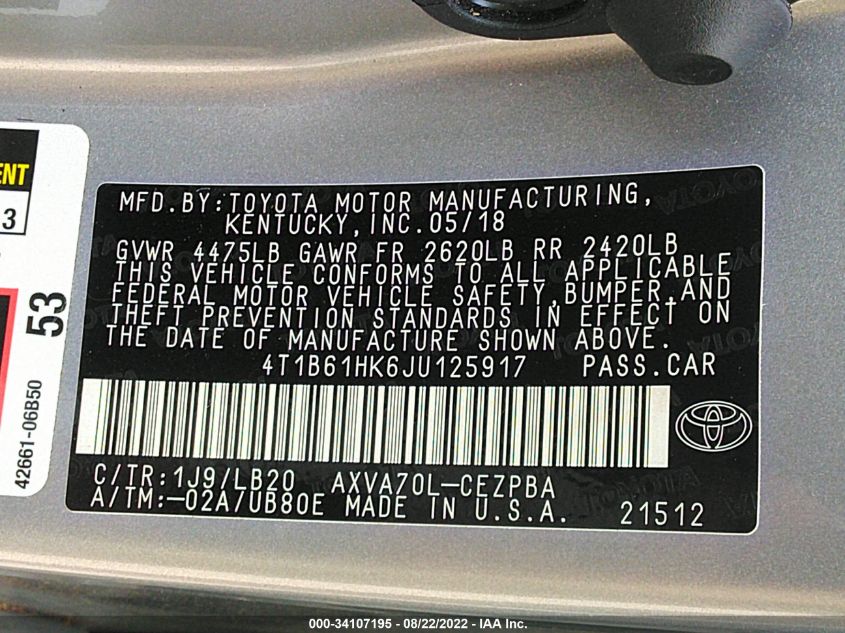 ENT
3
53
42661-06B50
MFD.BY:TOYOTA MOTOR MANUFACTURING,
KENTUCKY,INC.05/18
GVWR 4475LB GAWR FR 2620LB RR 2420LB
THIS VEHICLE CONFORMS TO ALL APPLICABLE
FEDERAL MOTOR VEHICLE SAFETY,BUMPER,AND
THEFT PREVENTION STANDARDS IN EFFECT ON
THE DATE OF MANUFACTURE SHOWN ABOVE.
4T1B61HK6JU125917 PASS.CAR
C/TR:1J9/LB20 AXVA70L-CEZPBA
A/TM:-02A/UB80E MADE IN U.S.A. 21512
000-34107195 - 08/22/2022 - IAA Inc.